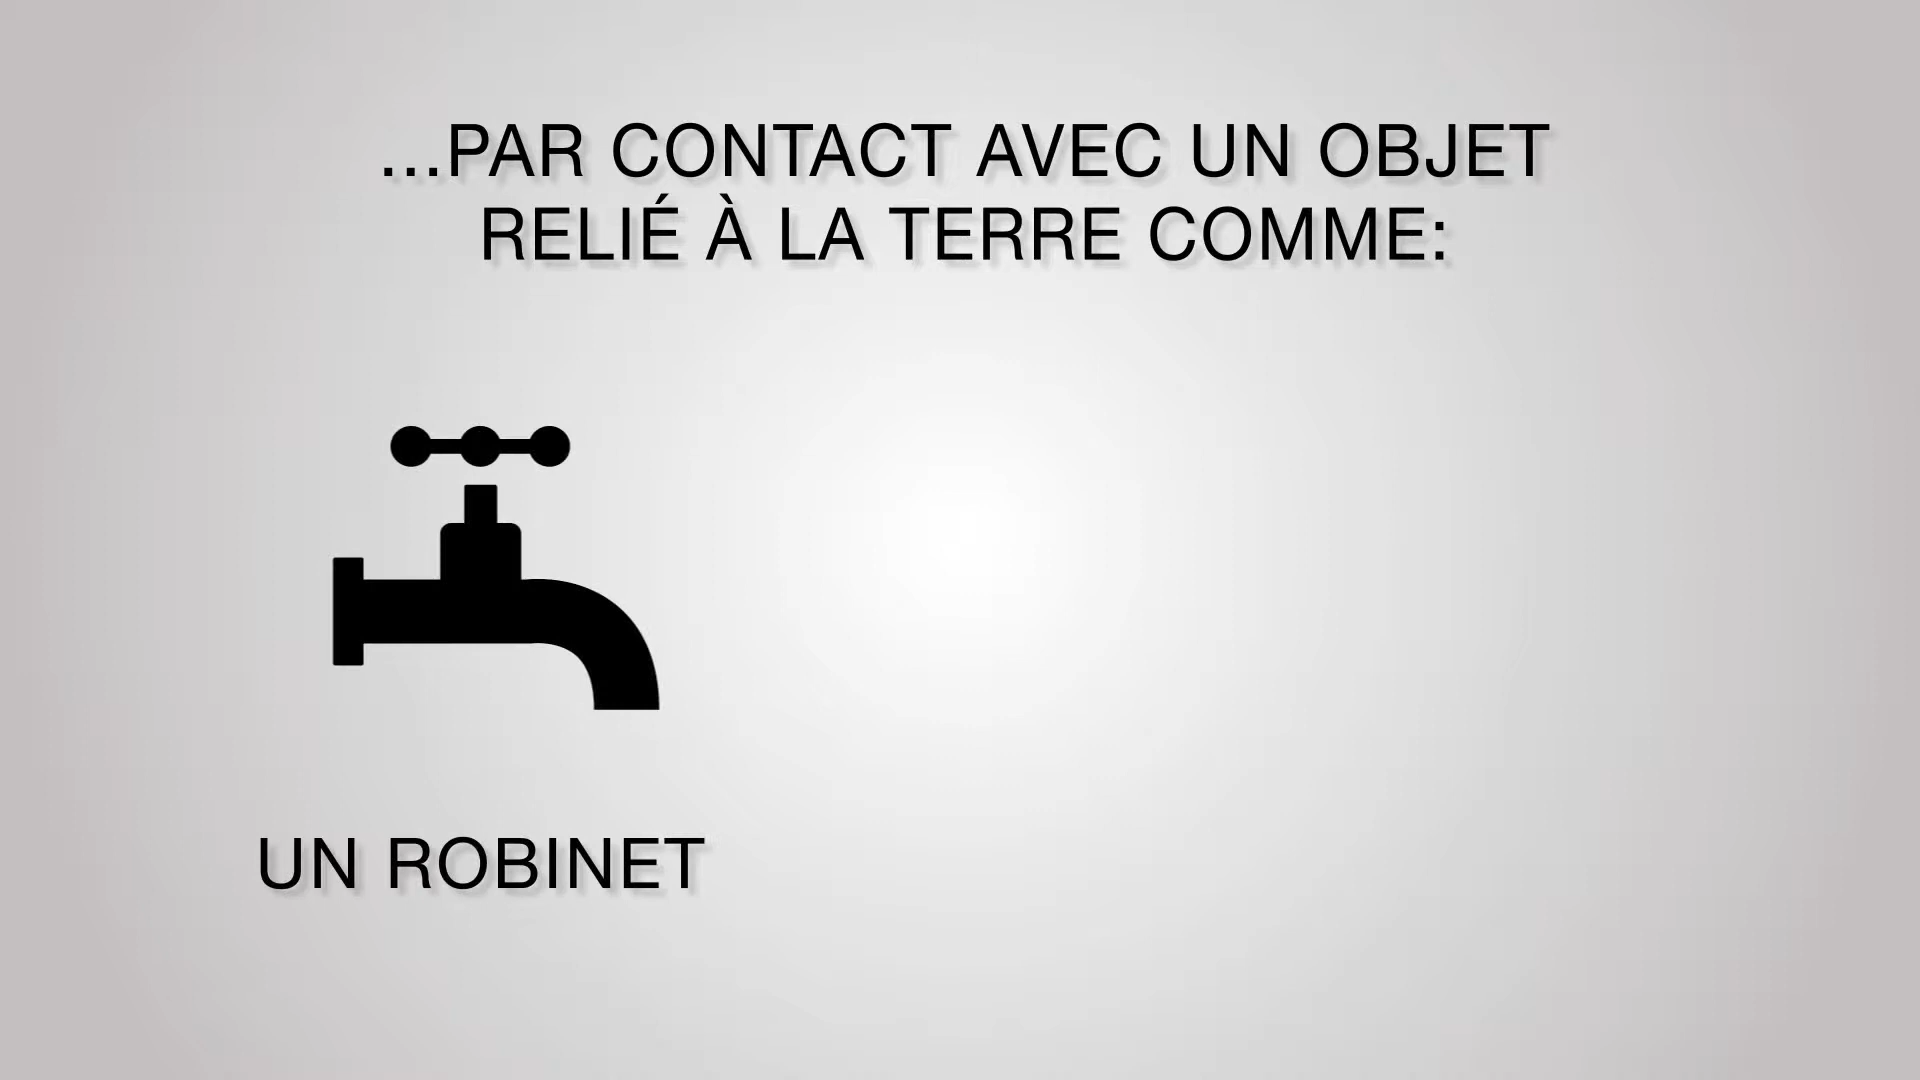 ...PAR CONTACT AVEC UN OBJET
RELIÉ À LA TERRE COMME:
UN ROBINET